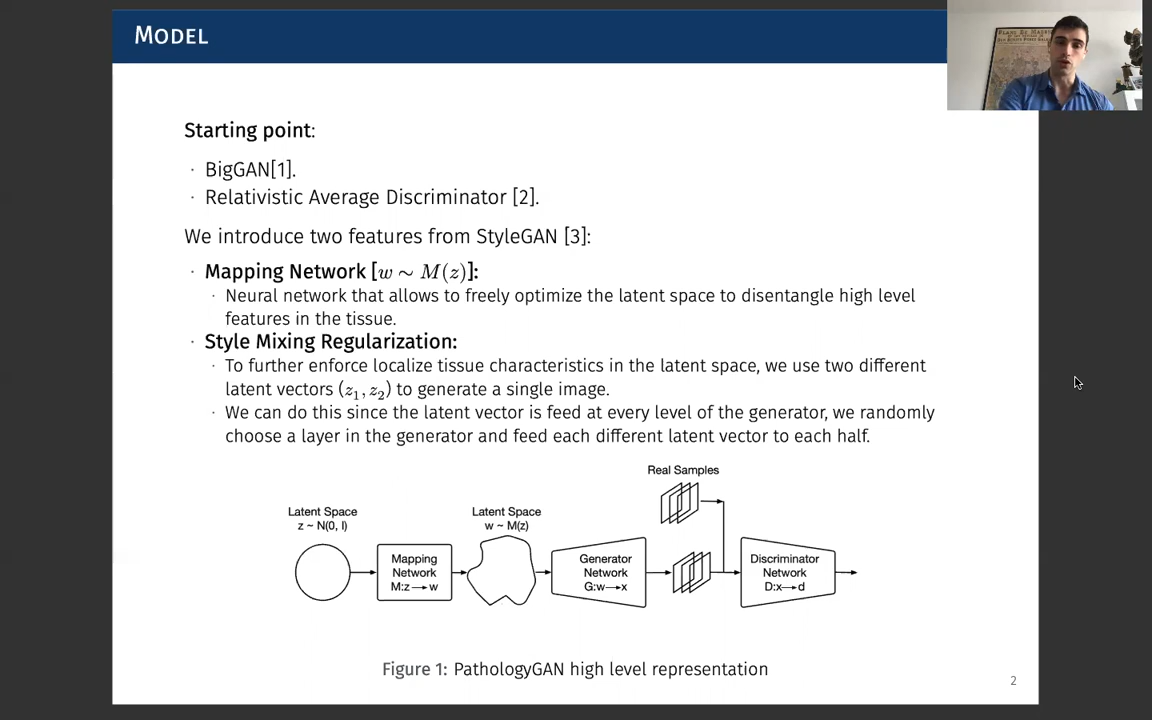 Model
Starting point:
· BigGAN[1].
· Relativistic Average Discriminator [2].
We introduce two features from StyleGAN [3]:
· Mapping Network [w ∼ M(z)]:
· Neural network that allows to freely optimize the latent space to disentangle high level
features in the tissue.
· Style Mixing Regularization:
· To further enforce localize tissue characteristics in the latent space, we use two different
latent vectors (z₁, z₂) to generate a single image.
· We can do this since the latent vector is feed at every level of the generator, we randomly
choose a layer in the generator and feed each different latent vector to each half.
Real Samples
Latent Space
z ~ N(0, I)
Mapping
Network
M:z⟶w
Latent Space
w ~ M(z)
Generator
Network
G:w⟶x
Discriminator
Network
D:x⟶d
Figure 1: PathologyGAN high level representation
2